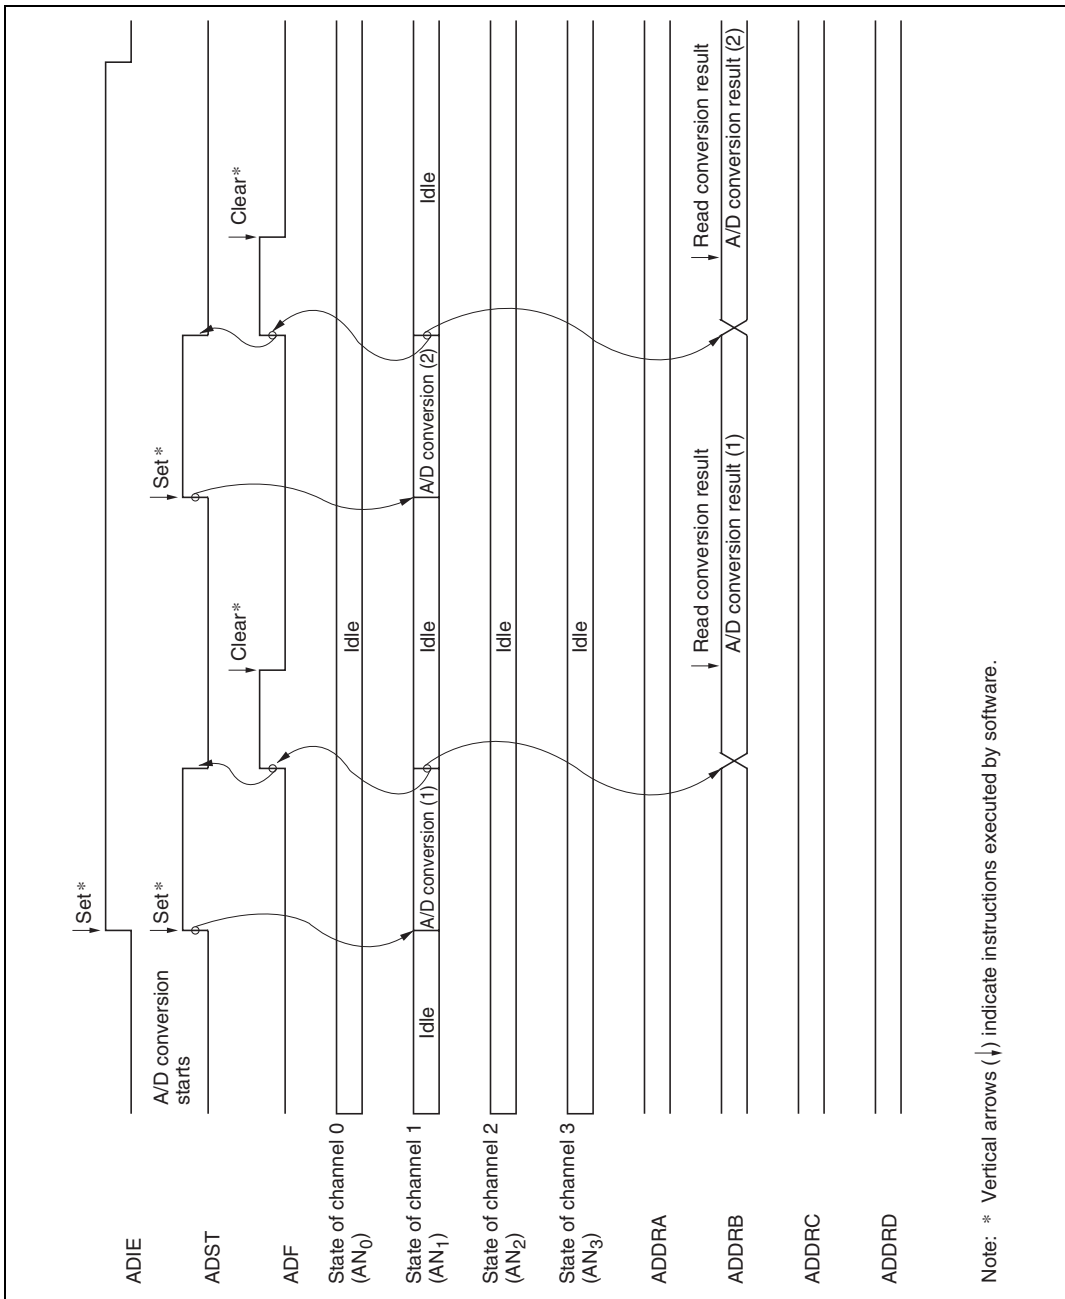 ADIE
Set*
ADST
A/D conversion
starts
Set*
Set*
ADF
Clear*
Clear*
State of channel 0
(AN0)
Idle
State of channel 1
(AN1)
Idle
A/D conversion (1)
Idle
A/D conversion (2)
Idle
State of channel 2
(AN2)
Idle
State of channel 3
(AN3)
Idle
ADDRA
ADDRB
Read conversion result
A/D conversion result (1)
Read conversion result
A/D conversion result (2)
ADDRC
ADDRD
Note: * Vertical arrows (↓) indicate instructions executed by software.